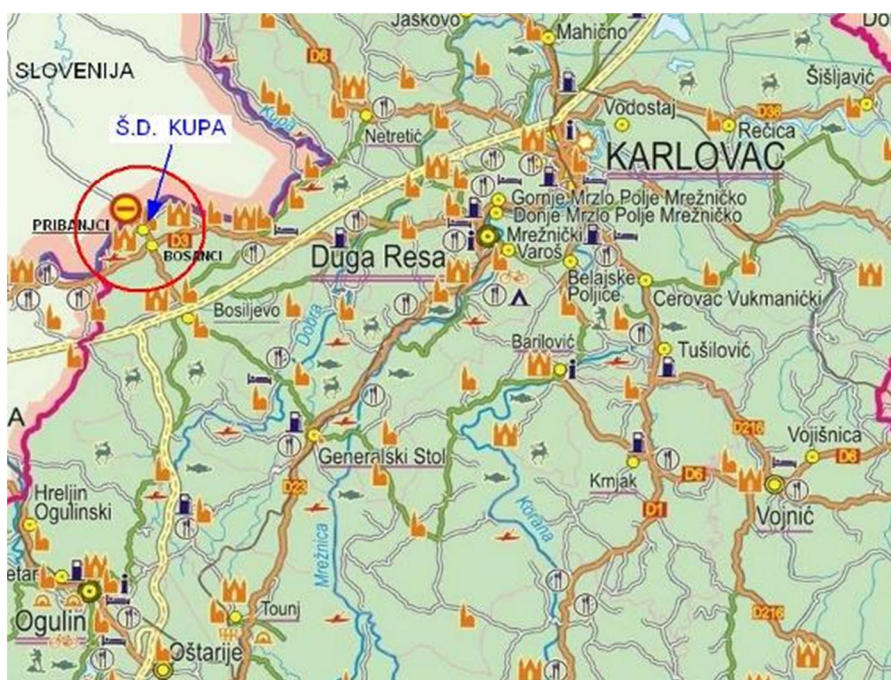 Jaškovo
Mahično
Do
D6
SLOVENIJA
Šišljavić
Vodostaj
D36
Rečica
Kupa
Š.D. KUPA
Netretić
KARLOVAC
Gornje Mrzlo Polje Mrežničko
Donje Mrzlo Polje Mrežničko
PRIBANJCI
D3
BOSANCI
Mrežnički
Varoš
Duga Resa
Belajske
Poljice
Cerovac Vukmanički
Bosiljevo
Dobra
Barilović
Tušilović
A
D216
Vojišnica
Generalski Stol
D6
D6
Krnjak
Vojnić
Hreljin
Ogulinski
D23
Mrežnica
Korana
D1
etar
Ogulin
Tounj
D216
Oštarije